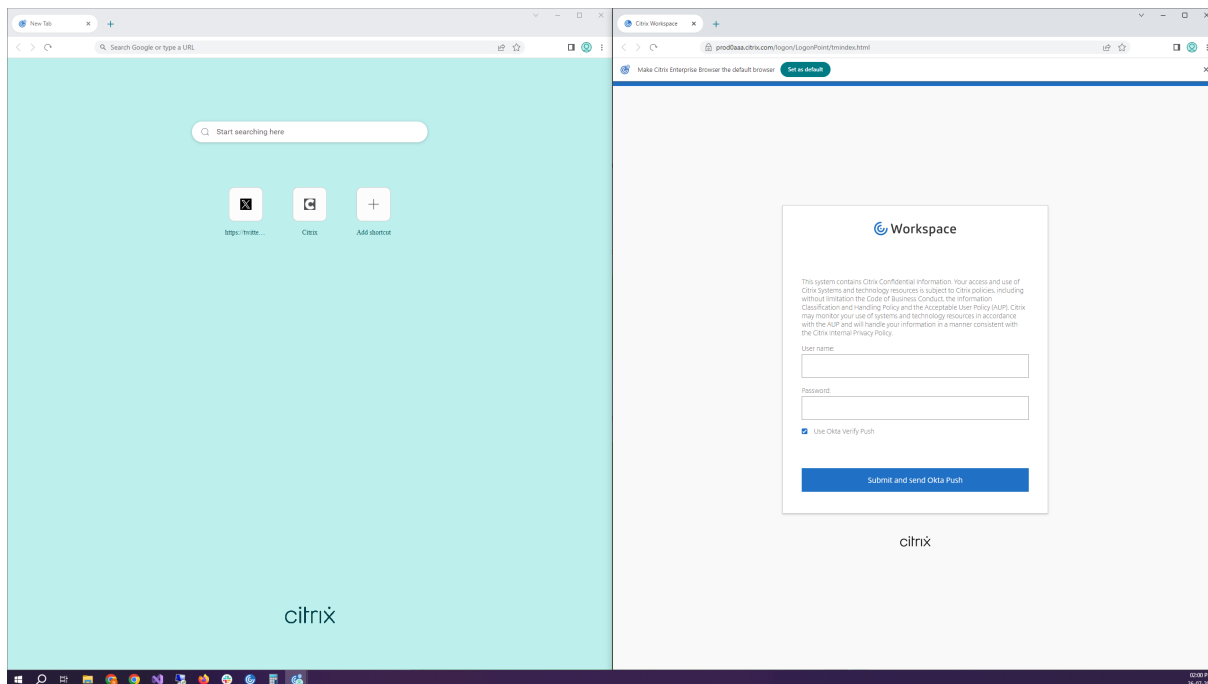 New Tab
Search Google or type a URL
Start searching here
https://twitte...
Citrix
Add shortcut
citrix
Citrix Workspace
prod0aaa.citrix.com/logon/LogonPoint/tmindex.html
Make Citrix Enterprise Browser the default browser
Set as default
Workspace
This system contains Citrix Confidential Information. Your access and use of
Citrix Systems and technology resources is subject to Citrix policies, including
without limitation the Code of Business Conduct, the Information
Classification and Handling Policy and the Acceptable User Policy (AUP). Citrix
may monitor your use of systems and technology resources in accordance
with the AUP and will handle your information in a manner consistent with
the Citrix Internal Privacy Policy.
User name:
Password:
Use Okta Verify Push
Submit and send Okta Push
citrix
02:00